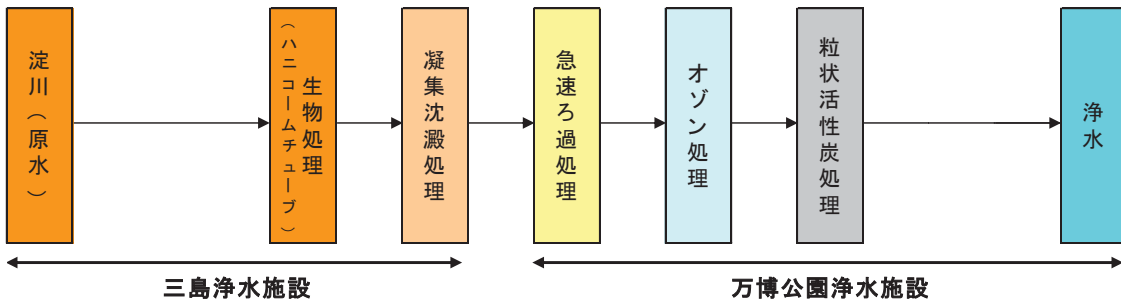 淀川（原水）
生物処理
（ハニコームチューブ）
凝集沈澱処理
急速ろ過処理
オゾン処理
粒状活性炭処理
浄水
三島浄水施設
万博公園浄水施設